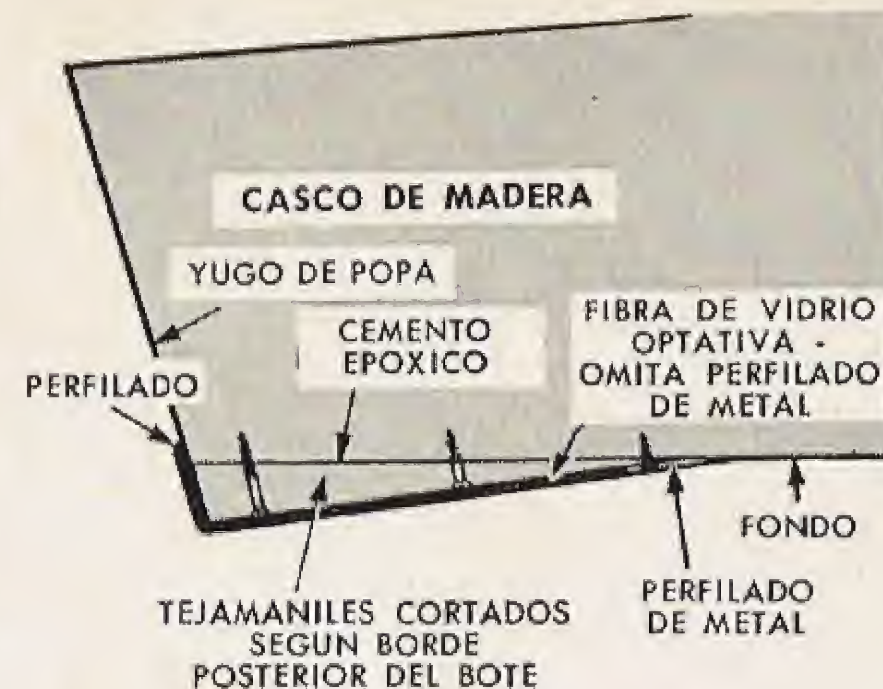 CASCO DE MADERA
YUGO DE POPA
CEMENTO
EPOXICO
FIBRA DE VIDRIO
OPTATIVA -
OMITA PERFILADO
DE METAL
PERFILADO
FONDO
PERFILADO
DE METAL
TEJAMANILES CORTADOS
SEGUN BORDE
POSTERIOR DEL BOTE